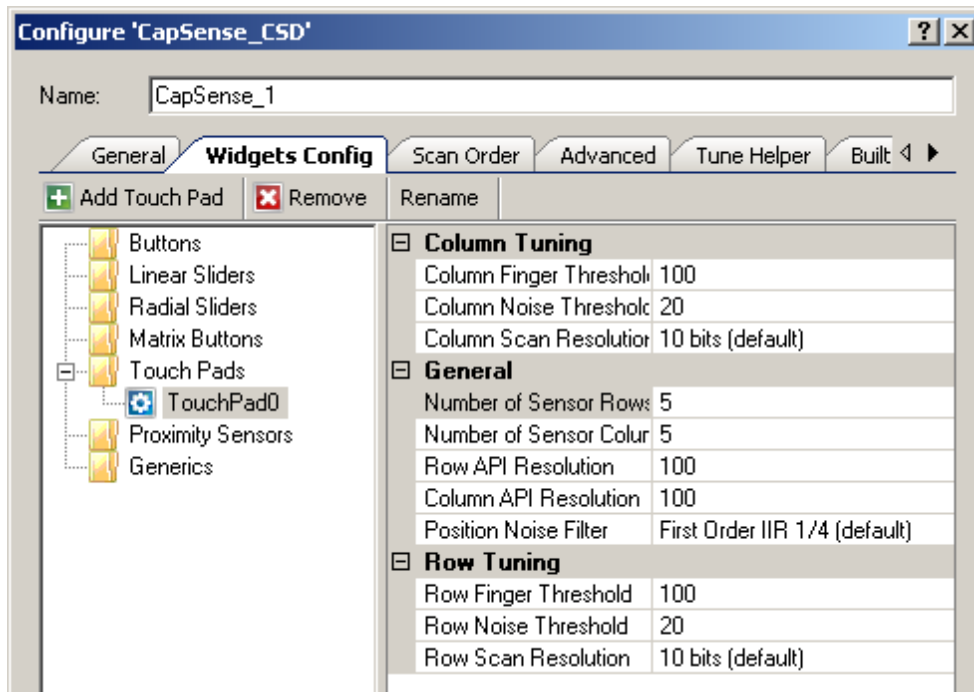 Configure 'CapSense_CSD'
Name: CapSense_1
General Widgets Config Scan Order Advanced Tune Helper Built
Add Touch Pad Remove Rename
Buttons
Linear Sliders
Radial Sliders
Matrix Buttons
Touch Pads
TouchPad0
Proximity Sensors
Generics
Column Tuning
Column Finger Threshol 100
Column Noise Threshold 20
Column Scan Resolution 10 bits (default)
General
Number of Sensor Rows 5
Number of Sensor Colur 5
Row API Resolution 100
Column API Resolution 100
Position Noise Filter First Order IIR 1/4 (default)
Row Tuning
Row Finger Threshold 100
Row Noise Threshold 20
Row Scan Resolution 10 bits (default)